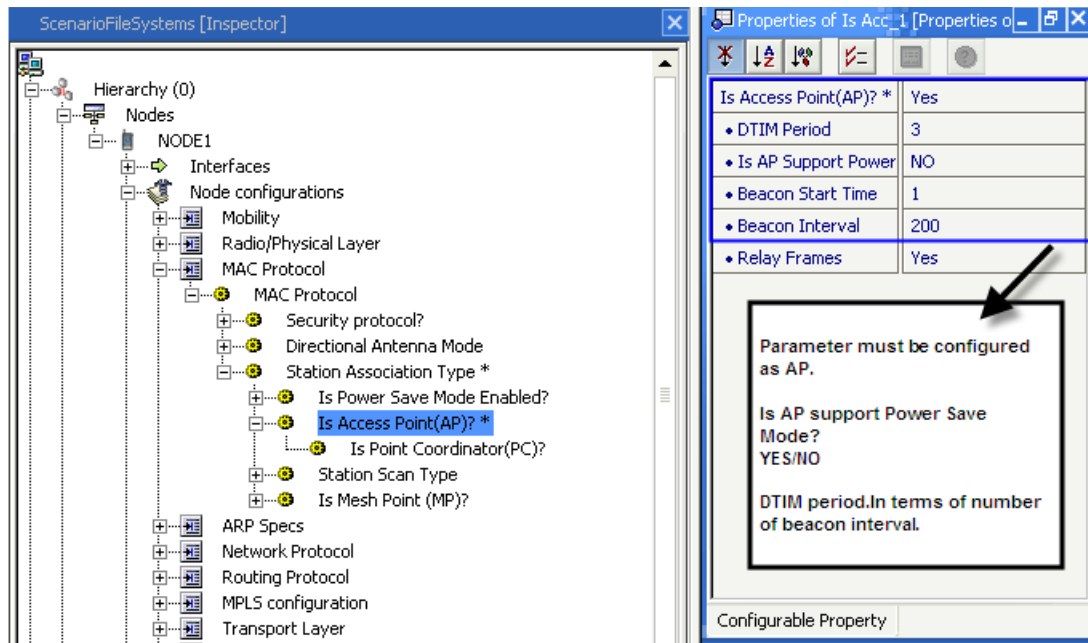 ScenarioFileSystems [Inspector]
Hierarchy (0)
Nodes
NODE1
Interfaces
Node configurations
Mobility
Radio/Physical Layer
MAC Protocol
MAC Protocol
Security protocol?
Directional Antenna Mode
Station Association Type *
Is Power Save Mode Enabled?
Is Access Point(AP)? *
Is Point Coordinator(PC)?
Station Scan Type
Is Mesh Point (MP)?
ARP Specs
Network Protocol
Routing Protocol
MPLS configuration
Transport Layer
Properties of Is Acc_1 [Properties o
Is Access Point(AP)? * Yes
• DTIM Period 3
• Is AP Support Power NO
• Beacon Start Time 1
• Beacon Interval 200
• Relay Frames Yes
Parameter must be configured
as AP.
Is AP support Power Save
Mode?
YES/NO
DTIM period.In terms of number
of beacon interval.
Configurable Property